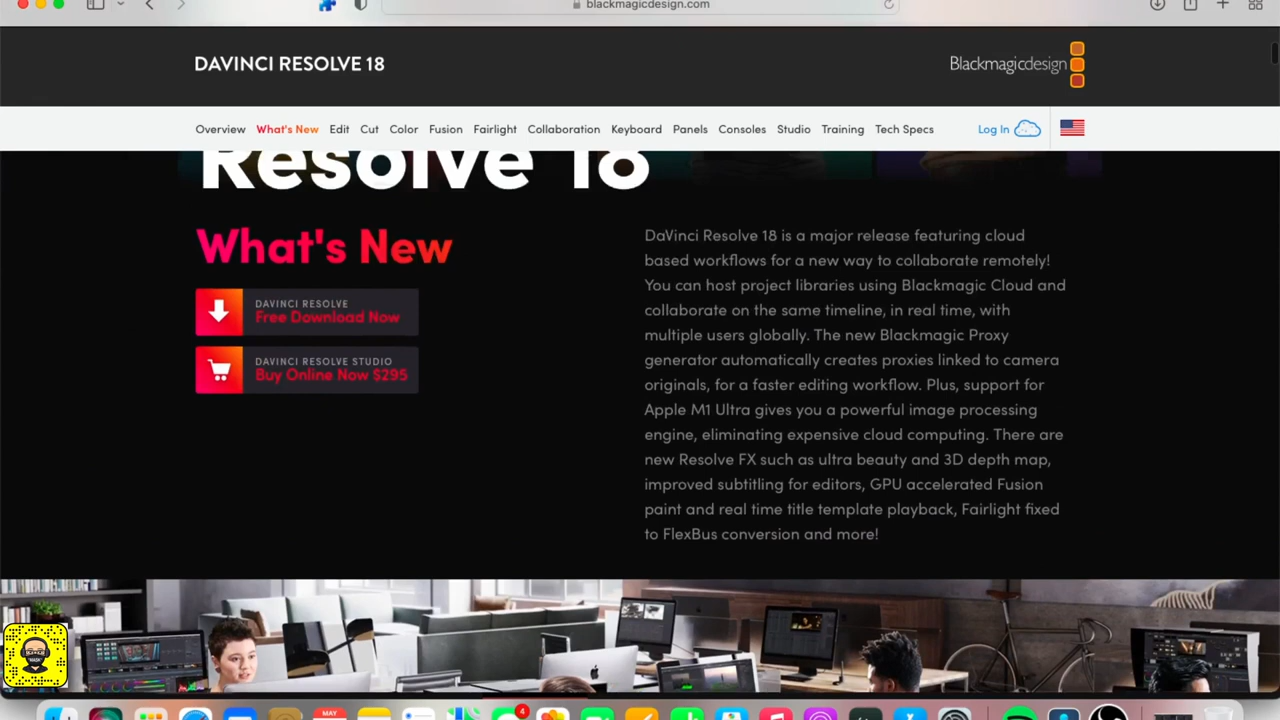 blackmagicdesign.com
DAVINCI RESOLVE 18
Blackmagicdesign
Overview What's New Edit Cut Color Fusion Fairlight Collaboration Keyboard Panels Consoles Studio Training Tech Specs Log In
Resolve 18
What's New
DAVINCI RESOLVE
Free Download Now
DAVINCI RESOLVE STUDIO
Buy Online Now $295
DaVinci Resolve 18 is a major release featuring cloud
based workflows for a new way to collaborate remotely!
You can host project libraries using Blackmagic Cloud and
collaborate on the same timeline, in real time, with
multiple users globally. The new Blackmagic Proxy
generator automatically creates proxies linked to camera
originals, for a faster editing workflow. Plus, support for
Apple M1 Ultra gives you a powerful image processing
engine, eliminating expensive cloud computing. There are
new Resolve FX such as ultra beauty and 3D depth map,
improved subtitling for editors, GPU accelerated Fusion
paint and real time title template playback, Fairlight fixed
to FlexBus conversion and more!
MAY
4